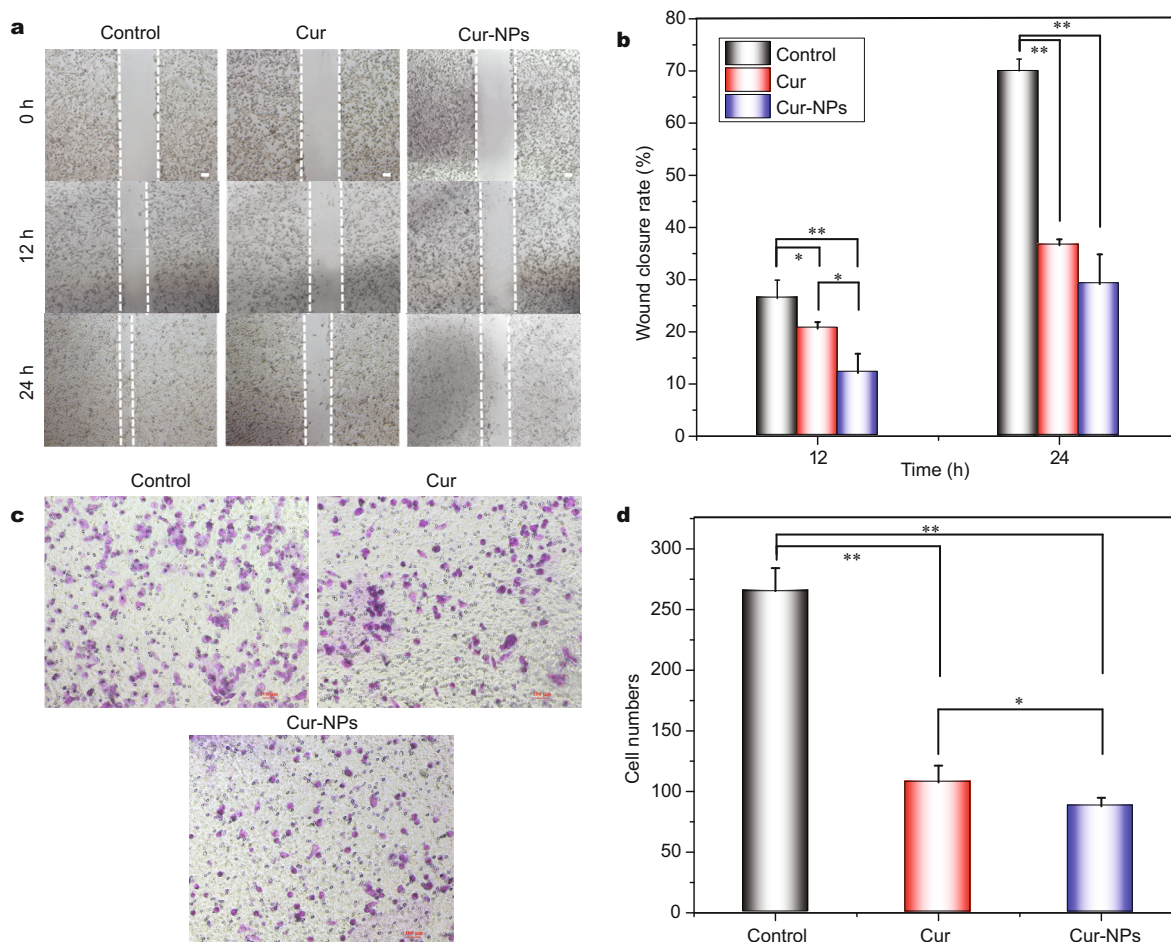 a
Control
Cur
Cur-NPs
0 h
12 h
24 h
b
Wound closure rate (%)
80
70
60
50
40
30
20
10
0
Control
Cur
Cur-NPs
**
*
*
**
**
12
24
Time (h)
c
Control
Cur
Cur-NPs
d
Cell numbers
300
250
200
150
100
50
0
**
**
*
Control
Cur
Cur-NPs